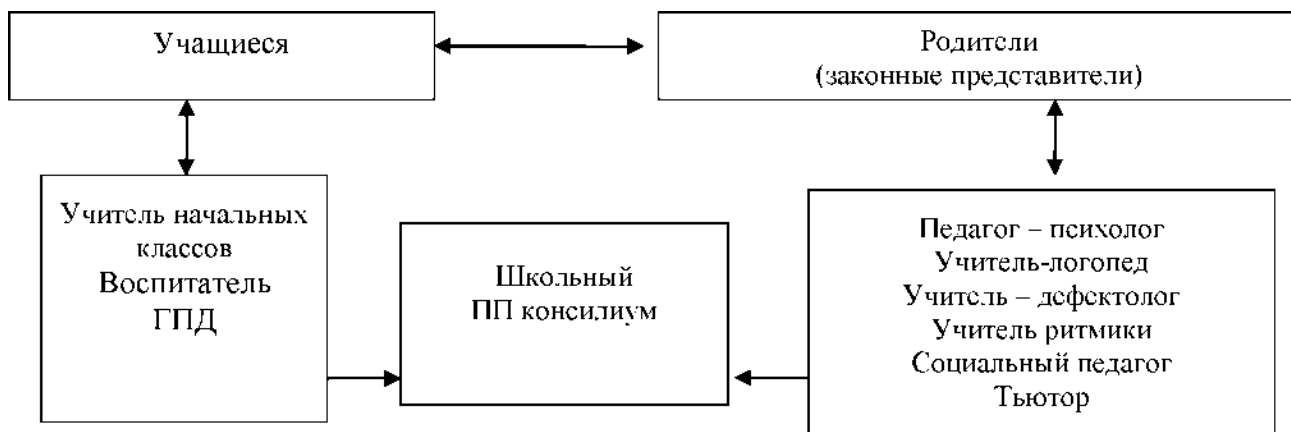 Учащиеся
Родители
(законные представители)
Учитель начальных
классов
Воспитатель
ГПД
Школьный
ПП консилиум
Педагог – психолог
Учитель-логопед
Учитель – дефектолог
Учитель ритмики
Социальный педагог
Тьютор